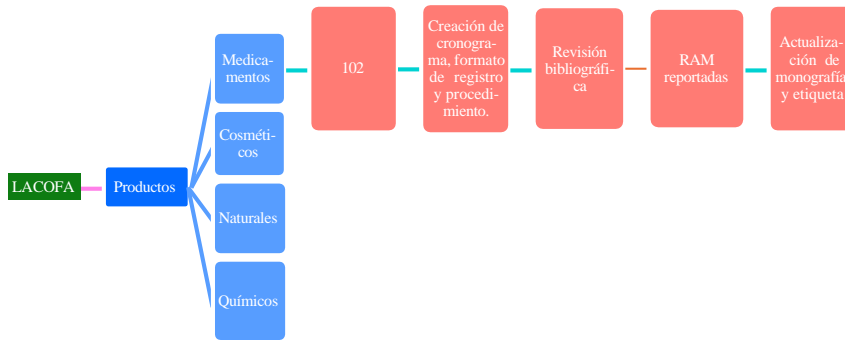 LACOFA
Productos
Medica-
mentos
Cosméti-
cos
Naturales
Químicos
102
Creación de
cronogra-
ma, formato
de registro
y procedi-
miento.
Revisión
bibliográfi-
ca
RAM
reportadas
Actualiza-
ción de
monografía
y etiqueta